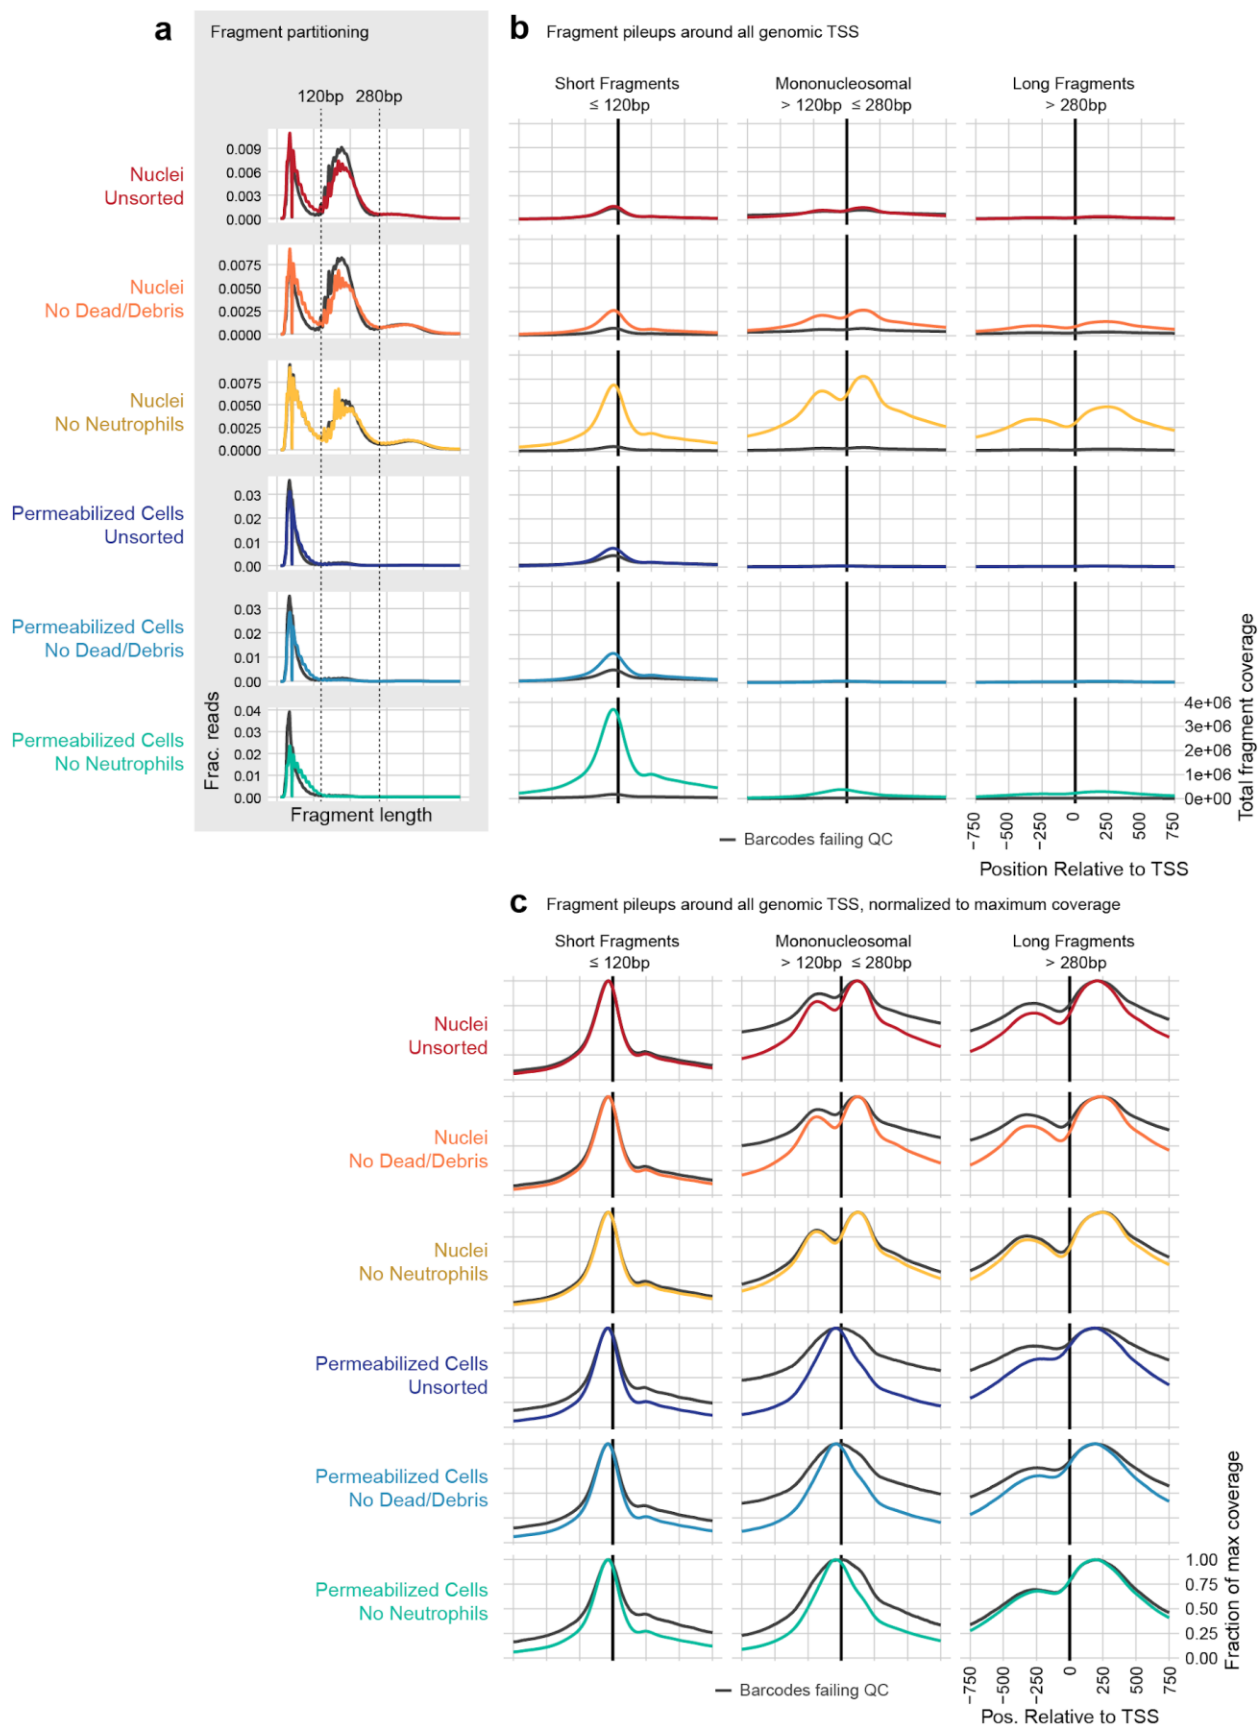 a Fragment partitioning
120bp 280bp
b Fragment pileups around all genomic TSS
Short Fragments
≤ 120bp
Mononucleosomal
> 120bp ≤ 280bp
Long Fragments
> 280bp
Nuclei
Unsorted
0.009
0.006
0.003
0.000
Nuclei
No Dead/Debris
0.0075
0.0050
0.0025
0.0000
Nuclei
No Neutrophils
0.0075
0.0050
0.0025
0.0000
Permeabilized Cells
Unsorted
0.03
0.02
0.01
0.00
Permeabilized Cells
No Dead/Debris
0.03
0.02
0.01
0.00
Permeabilized Cells
No Neutrophils
0.04
0.03
0.02
0.01
0.00
Frac. reads
Fragment length
4e+06
3e+06
2e+06
1e+06
0e+00
Total fragment coverage
Barcodes failing QC
-750 -500 -250 0 250 500 750
Position Relative to TSS
c Fragment pileups around all genomic TSS, normalized to maximum coverage
Short Fragments
≤ 120bp
Mononucleosomal
> 120bp ≤ 280bp
Long Fragments
> 280bp
Nuclei
Unsorted
Nuclei
No Dead/Debris
Nuclei
No Neutrophils
Permeabilized Cells
Unsorted
Permeabilized Cells
No Dead/Debris
Permeabilized Cells
No Neutrophils
1.00
0.75
0.50
0.25
0.00
Fraction of max coverage
Barcodes failing QC
-750 -500 -250 0 250 500 750
Pos. Relative to TSS